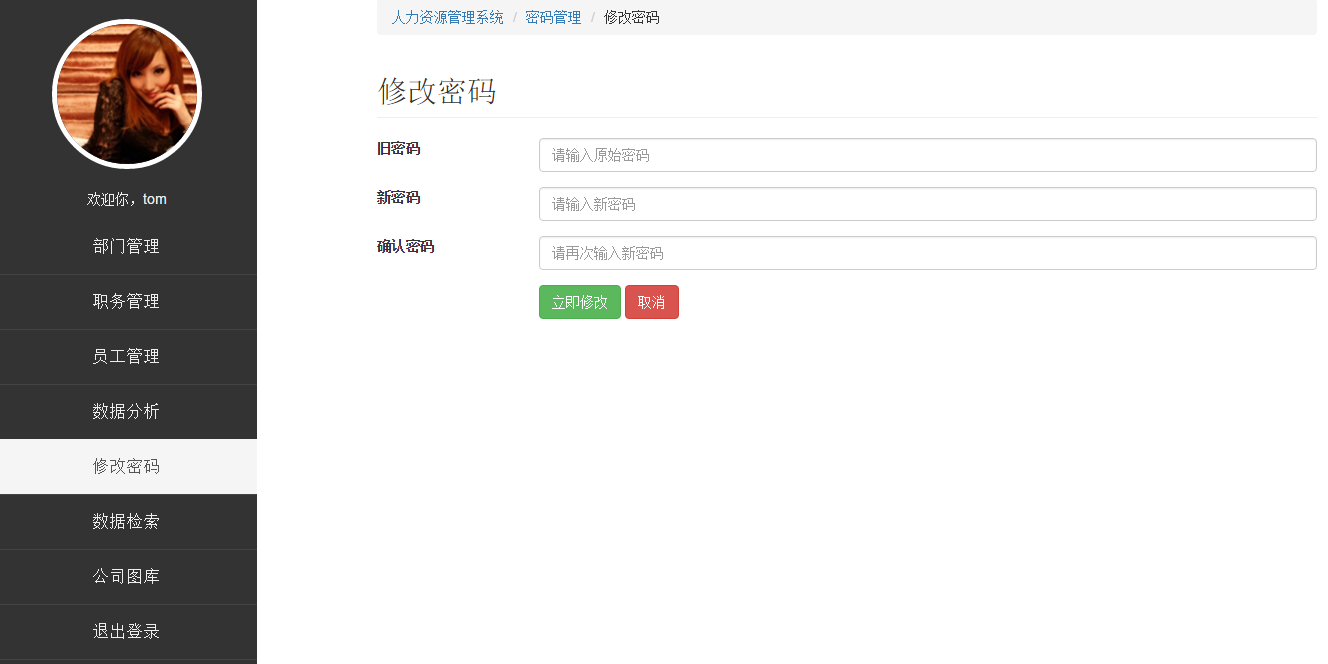 人力资源管理系统 / 密码管理 / 修改密码
欢迎你，tom
部门管理
职务管理
员工管理
数据分析
修改密码
数据检索
公司图库
退出登录
修改密码
旧密码 请输入原始密码
新密码 请输入新密码
确认密码 请再次输入新密码
立即修改 取消